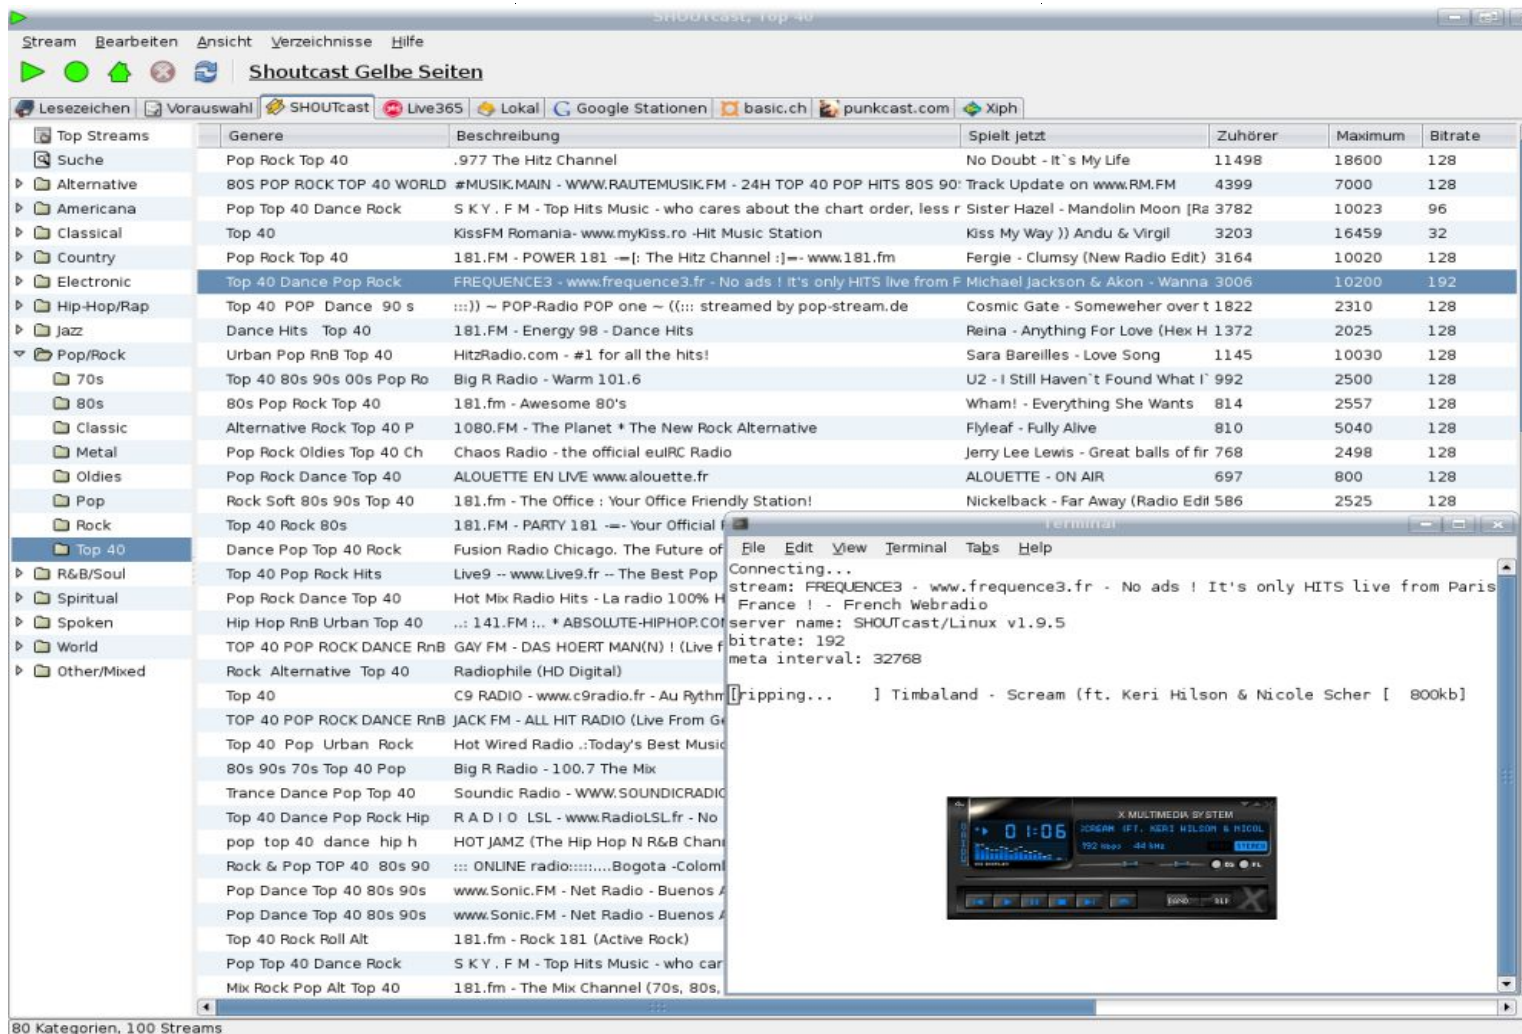 SHOUTcast, Top 40
Stream Bearbeiten Ansicht Verzeichnisse Hilfe
Shoutcast Gelbe Seiten
Lesezeichen Vorauswahl SHOUTcast Live365 Lokal Google Stationen basic.ch punkcast.com Xiph
Top Streams Genere Beschreibung Spielt jetzt Zuhörer Maximum Bitrate
Suche Pop Rock Top 40 .977 The Hitz Channel No Doubt - It`s My Life 11498 18600 128
Alternative 80S POP ROCK TOP 40 WORLD #MUSIK.MAIN - WWW.RAUTEMUSIK.FM - 24H TOP 40 POP HITS 80S 90: Track Update on www.RM.FM 4399 7000 128
Americana Pop Top 40 Dance Rock S K Y . F M - Top Hits Music - who cares about the chart order, less r Sister Hazel - Mandolin Moon [Ra 3782 10023 96
Classical Top 40 KissFM Romania- www.myKiss.ro -Hit Music Station Kiss My Way )) Andu & Virgil 3203 16459 32
Country Pop Rock Top 40 181.FM - POWER 181 -=[: The Hitz Channel :]=- www.181.fm Fergie - Clumsy (New Radio Edit) 3164 10020 128
Electronic Top 40 Dance Pop Rock FREQUENCE3 - www.frequence3.fr - No ads ! It's only HITS live from F Michael Jackson & Akon - Wanna 3006 10200 192
Hip-Hop/Rap Top 40 POP Dance 90 s :::)) ~ POP-Radio POP one ~ ((::: streamed by pop-stream.de Cosmic Gate - Someweher over t 1822 2310 128
Jazz Dance Hits Top 40 181.FM - Energy 98 - Dance Hits Reina - Anything For Love (Hex H 1372 2025 128
Pop/Rock Urban Pop RnB Top 40 HitzRadio.com - #1 for all the hits! Sara Bareilles - Love Song 1145 10030 128
70s Top 40 80s 90s 00s Pop Ro Big R Radio - Warm 101.6 U2 - I Still Haven`t Found What I` 992 2500 128
80s 80s Pop Rock Top 40 181.fm - Awesome 80's Wham! - Everything She Wants 814 2557 128
Classic Alternative Rock Top 40 P 1080.FM - The Planet * The New Rock Alternative Flyleaf - Fully Alive 810 5040 128
Metal Pop Rock Oldies Top 40 Ch Chaos Radio - the official euIRC Radio Jerry Lee Lewis - Great balls of fir 768 2498 128
Oldies Pop Rock Dance Top 40 ALOUETTE EN LIVE www.alouette.fr ALOUETTE - ON AIR 697 800 128
Pop Rock Soft 80s 90s Top 40 181.fm - The Office : Your Office Friendly Station! Nickelback - Far Away (Radio Edit 586 2525 128
Rock Top 40 Rock 80s 181.FM - PARTY 181 -=- Your Official
Top 40 Dance Pop Top 40 Rock Fusion Radio Chicago. The Future of
R&B/Soul Top 40 Pop Rock Hits Live9 -- www.Live9.fr -- The Best Pop
Spiritual Pop Rock Dance Top 40 Hot Mix Radio Hits - La radio 100% H
Spoken Hip Hop RnB Urban Top 40 ..: 141.FM :.. * ABSOLUTE-HIPHOP.COM
World TOP 40 POP ROCK DANCE RnB GAY FM - DAS HOERT MAN(N) ! (Live f
Other/Mixed Rock Alternative Top 40 Radiophile (HD Digital)
Top 40 C9 RADIO - www.c9radio.fr - Au Rythm
TOP 40 POP ROCK DANCE RnB JACK FM - ALL HIT RADIO (Live From Ge
Top 40 Pop Urban Rock Hot Wired Radio .:Today's Best Music
80s 90s 70s Top 40 Pop Big R Radio - 100.7 The Mix
Trance Dance Pop Top 40 Soundic Radio - WWW.SOUNDICRADIO
Top 40 Dance Pop Rock Hip R A D I O LSL - www.RadioLSL.fr - No
pop top 40 dance hip h HOT JAMZ (The Hip Hop N R&B Chan
Rock & Pop TOP 40 80s 90 ::: ONLINE radio:::::....Bogota -Colom
Pop Dance Top 40 80s 90s www.Sonic.FM - Net Radio - Buenos A
Pop Dance Top 40 80s 90s www.Sonic.FM - Net Radio - Buenos A
Top 40 Rock Roll Alt 181.fm - Rock 181 (Active Rock)
Pop Top 40 Dance Rock S K Y . F M - Top Hits Music - who car
Mix Rock Pop Alt Top 40 181.fm - The Mix Channel (70s, 80s,
80 Kategorien, 100 Streams
Terminal
File Edit View Terminal Tabs Help
Connecting...
stream: FREQUENCE3 - www.frequence3.fr - No ads ! It's only HITS live from Paris
France ! - French Webradio
server name: SHOUTcast/Linux v1.9.5
bitrate: 192
meta interval: 32768
[ripping... ] Timbaland - Scream (ft. Keri Hilson & Nicole Scher [ 800kb]
X MULTIMEDIA SYSTEM
01:06 SCREAM (FT. KERI HILSON & NICOL
192 kbps 44 kHz STEREO
EQ PL